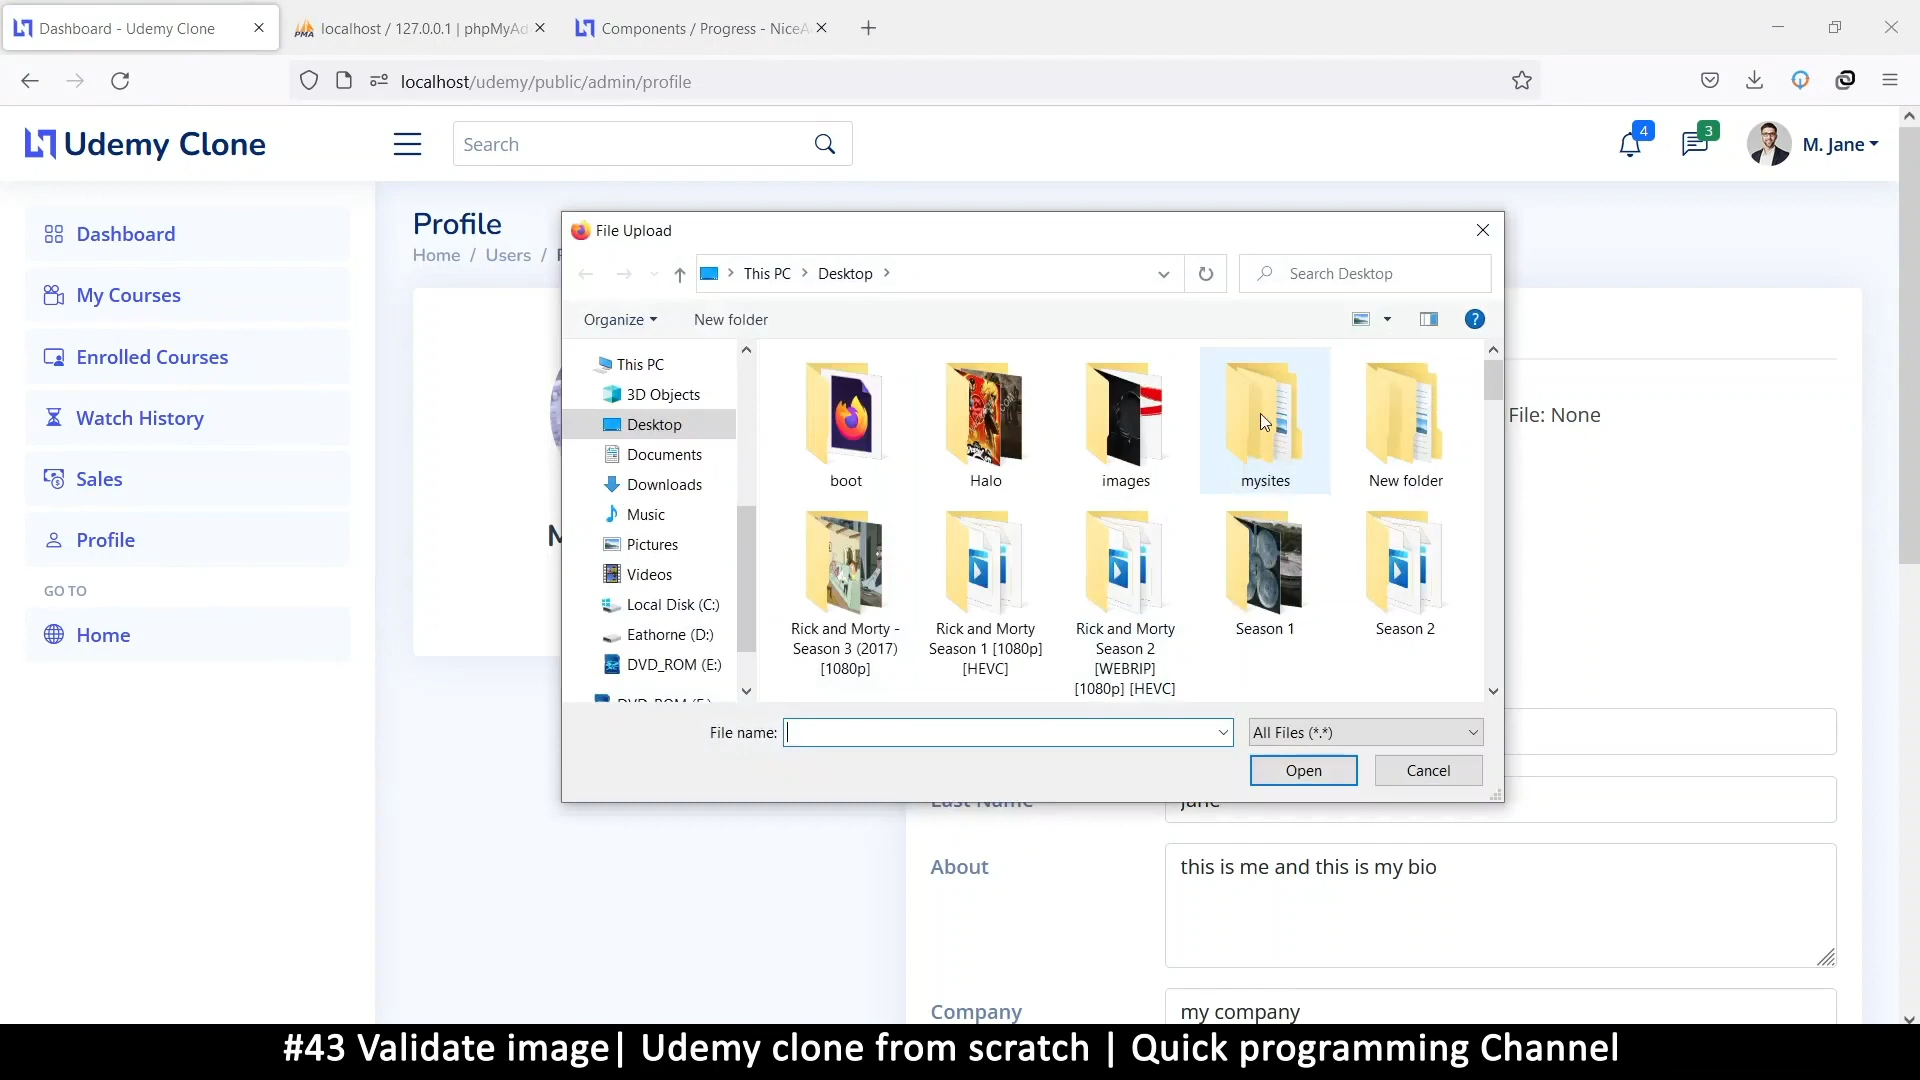 Dashboard - Udemy Clone
localhost / 127.0.0.1 | phpMyAd
Components / Progress - NiceA
localhost/udemy/public/admin/profile
Udemy Clone
Search
4
3
M. Jane
Dashboard
My Courses
Enrolled Courses
Watch History
Sales
Profile
GO TO
Home
Profile
Home / Users /
File Upload
This PC
Desktop
Search Desktop
Organize
New folder
This PC
3D Objects
Desktop
Documents
Downloads
Music
Pictures
Videos
Local Disk (C:)
Eathorne (D:)
DVD_ROM (E:)
boot
Halo
images
mysites
New folder
Rick and Morty - Season 3 (2017) [1080p]
Rick and Morty Season 1 [1080p] [HEVC]
Rick and Morty Season 2 [WEBRIP] [1080p] [HEVC]
Season 1
Season 2
File name:
All Files (*.*)
Open
Cancel
File: None
Last Name
jane
About
this is me and this is my bio
Company
my company
#43 Validate image| Udemy clone from scratch | Quick programming Channel